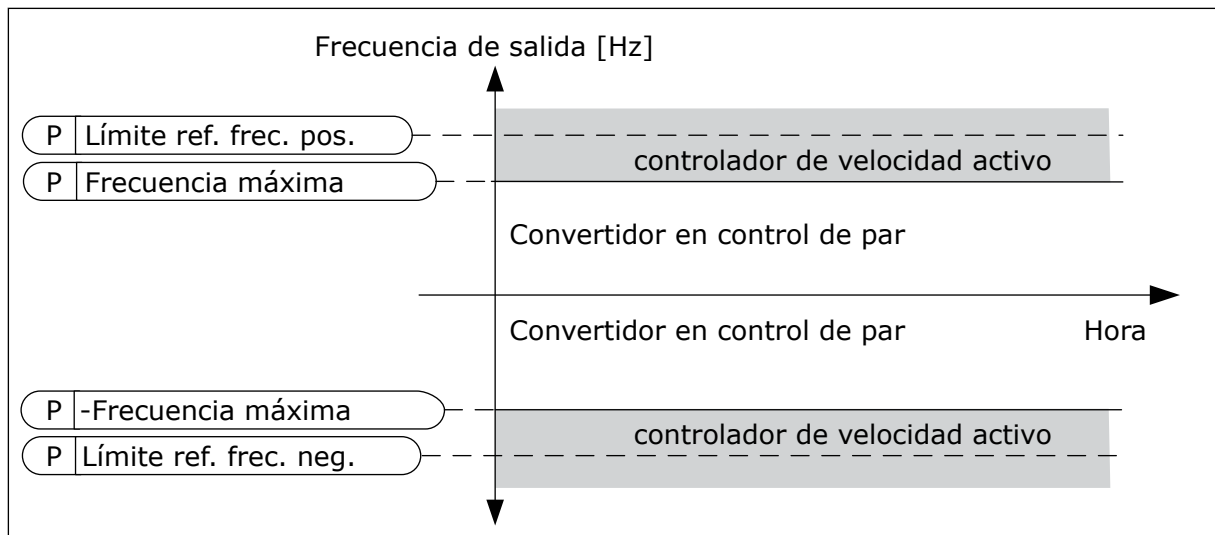 Frecuencia de salida [Hz]
P Límite ref. frec. pos.
controlador de velocidad activo
P Frecuencia máxima
Convertidor en control de par
Convertidor en control de par
Hora
P -Frecuencia máxima
controlador de velocidad activo
P Límite ref. frec. neg.